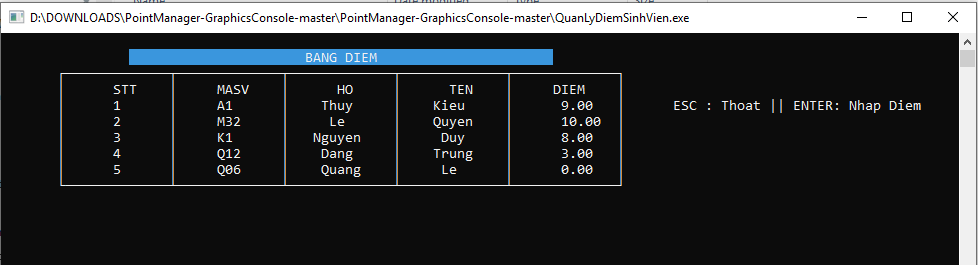 D:\DOWNLOADS\PointManager-GraphicsConsole-master\PointManager-GraphicsConsole-master\QuanLyDiemSinhVien.exe
BANG DIEM
STT MASV HO TEN DIEM
1 A1 Thuy Kieu 9.00 ESC : Thoat || ENTER: Nhap Diem
2 M32 Le Quyen 10.00
3 K1 Nguyen Duy 8.00
4 Q12 Dang Trung 3.00
5 Q06 Quang Le 0.00